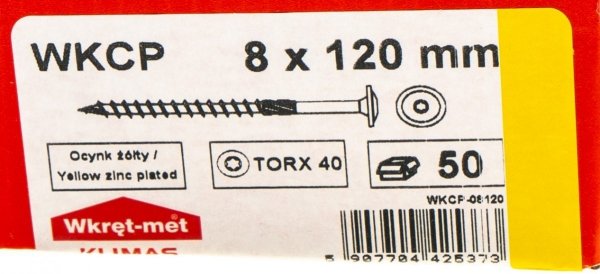 WKCP 8 x 120 mm
Ocynk żółty /
Yellow zinc plated
TORX 40
50
WKCP-08120
Wkręt-met
KLIMAS
5 907704 425373